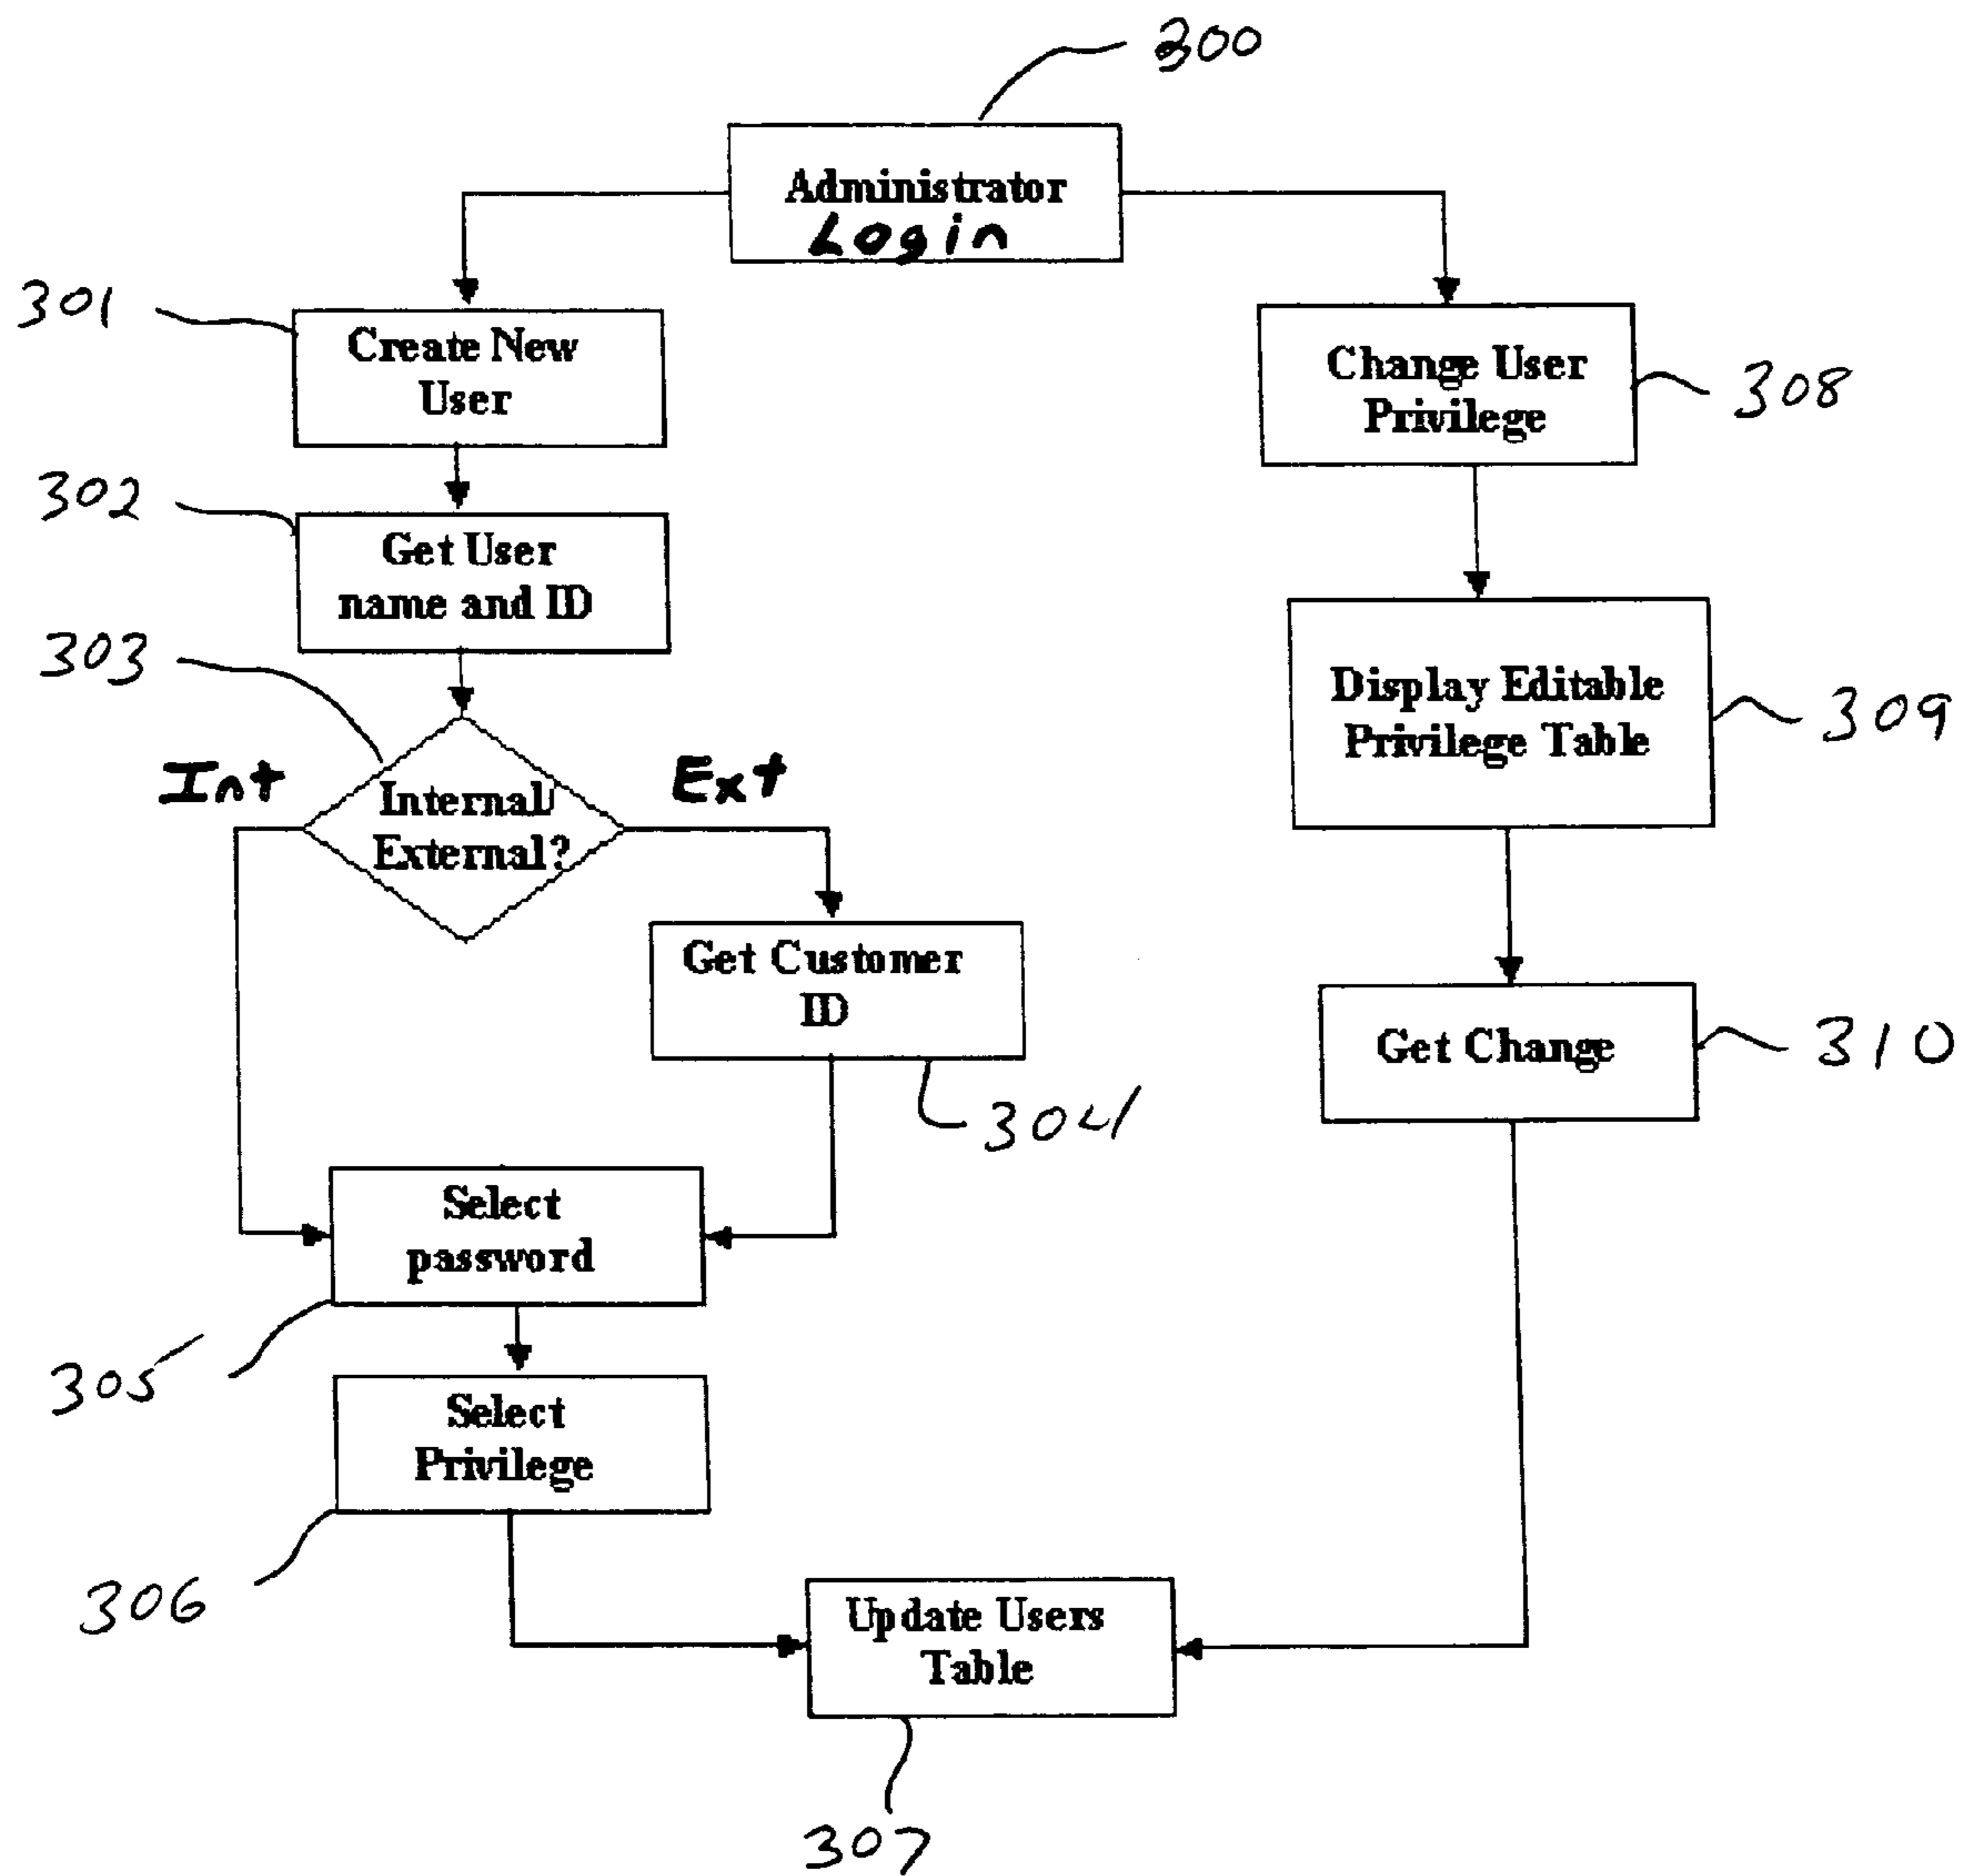 300
Administrator
Login
301
Create New
User
Change User
Privilege
308
302
Get User
name and ID
303
Int
Ext
Internal/
External?
Display Editable
Privilege Table
309
Get Customer
ID
304
Get Change
310
Select
password
305
Select
Privilege
306
Update Users
Table
307